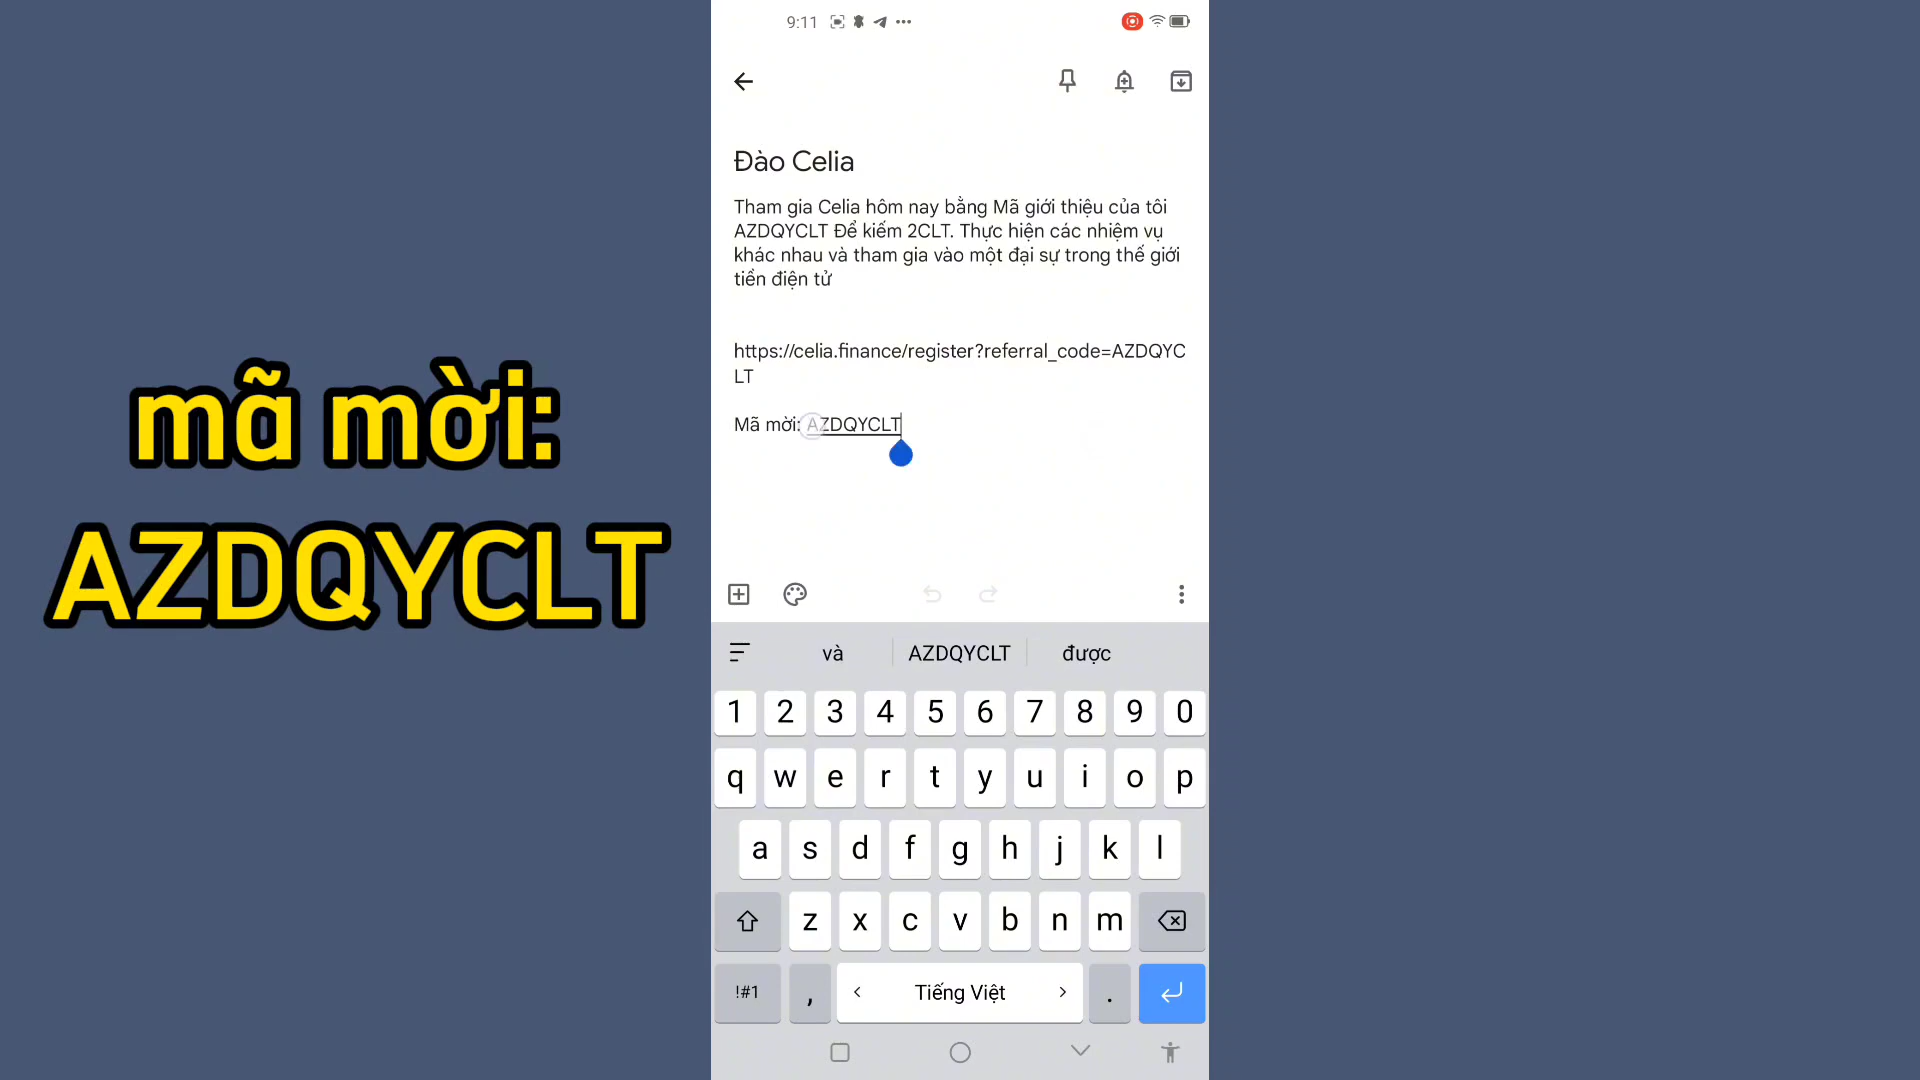 mã mời:
AZDQYCLT
9:11
Đào Celia
Tham gia Celia hôm nay bằng Mã giới thiệu của tôi
AZDQYCLT Để kiếm 2CLT. Thực hiện các nhiệm vụ
khác nhau và tham gia vào một đại sự trong thế giới
tiền điện tử
https://celia.finance/register?referral_code=AZDQYC
LT
Mã mời: AZDQYCLT
và AZDQYCLT được
1 2 3 4 5 6 7 8 9 0
q w e r t y u i o p
a s d f g h j k l
z x c v b n m
!#1 , < Tiếng Việt > .